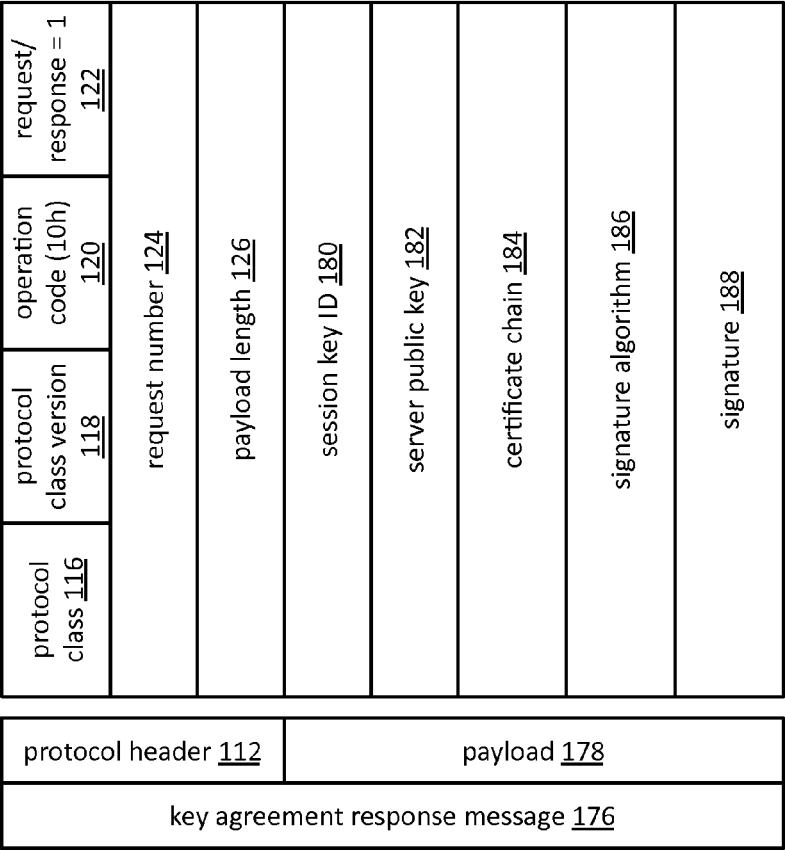 protocol
class 116
protocol
class version
118
operation
code (10h)
120
request/
response = 1
122
request number 124
payload length 126
session key ID 180
server public key 182
certificate chain 184
signature algorithm 186
signature 188
protocol header 112
payload 178
key agreement response message 176